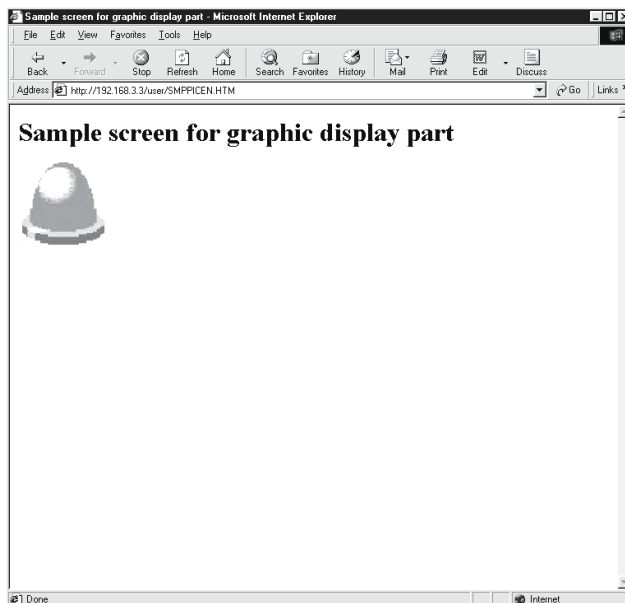 Sample screen for graphic display part - Microsoft Internet Explorer
File Edit View Favorites Tools Help
Back Forward Stop Refresh Home Search Favorites History Mail Print Edit Discuss
Address http://192.168.3.3/user/SMPPICEN.HTM Go Links
Sample screen for graphic display part
Done Internet